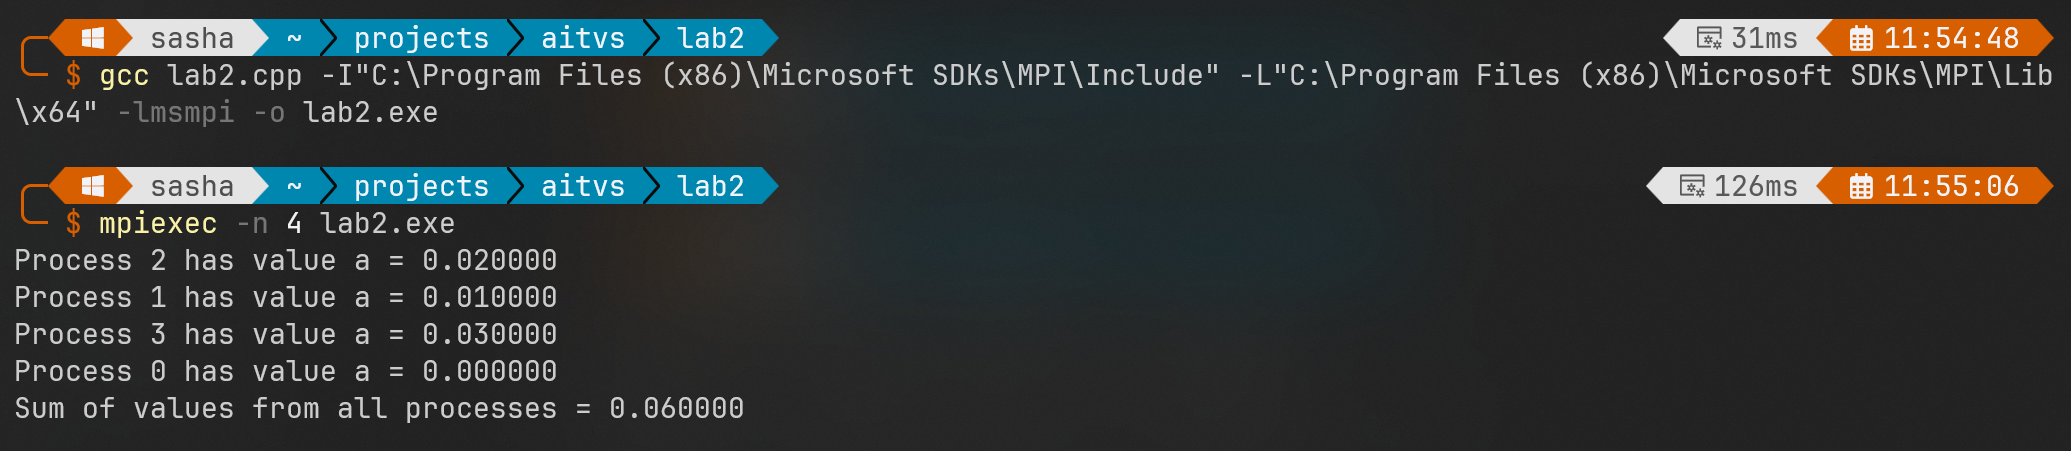 sasha ~ projects aitvs lab2 31ms 11:54:48
$ gcc lab2.cpp -I"C:\Program Files (x86)\Microsoft SDKs\MPI\Include" -L"C:\Program Files (x86)\Microsoft SDKs\MPI\Lib
\x64" -lmsmpi -o lab2.exe
sasha ~ projects aitvs lab2 126ms 11:55:06
$ mpiexec -n 4 lab2.exe
Process 2 has value a = 0.020000
Process 1 has value a = 0.010000
Process 3 has value a = 0.030000
Process 0 has value a = 0.000000
Sum of values from all processes = 0.060000